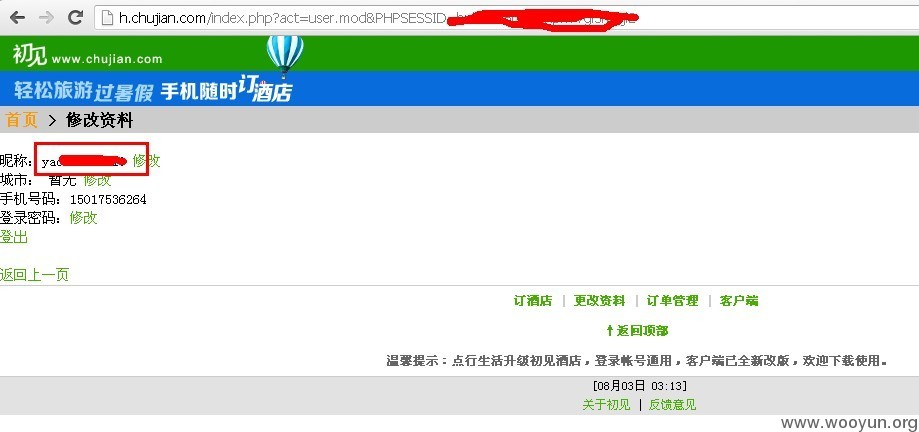 h.chujian.com/index.php?act=user.mod&PHPSESSID
初见 www.chujian.com
轻松旅游过暑假 手机随时订酒店
首页 > 修改资料
昵称: 修改
城市: 暂无 修改
手机号码: 15017536264
登录密码: 修改
登出
返回上一页
订酒店 | 更改资料 | 订单管理 | 客户端
↑返回顶部
温馨提示：点行生活升级初见酒店，登录帐号通用，客户端已全新改版，欢迎下载使用。
[08月03日 03:13]
关于初见 | 反馈意见
www.wooyun.org